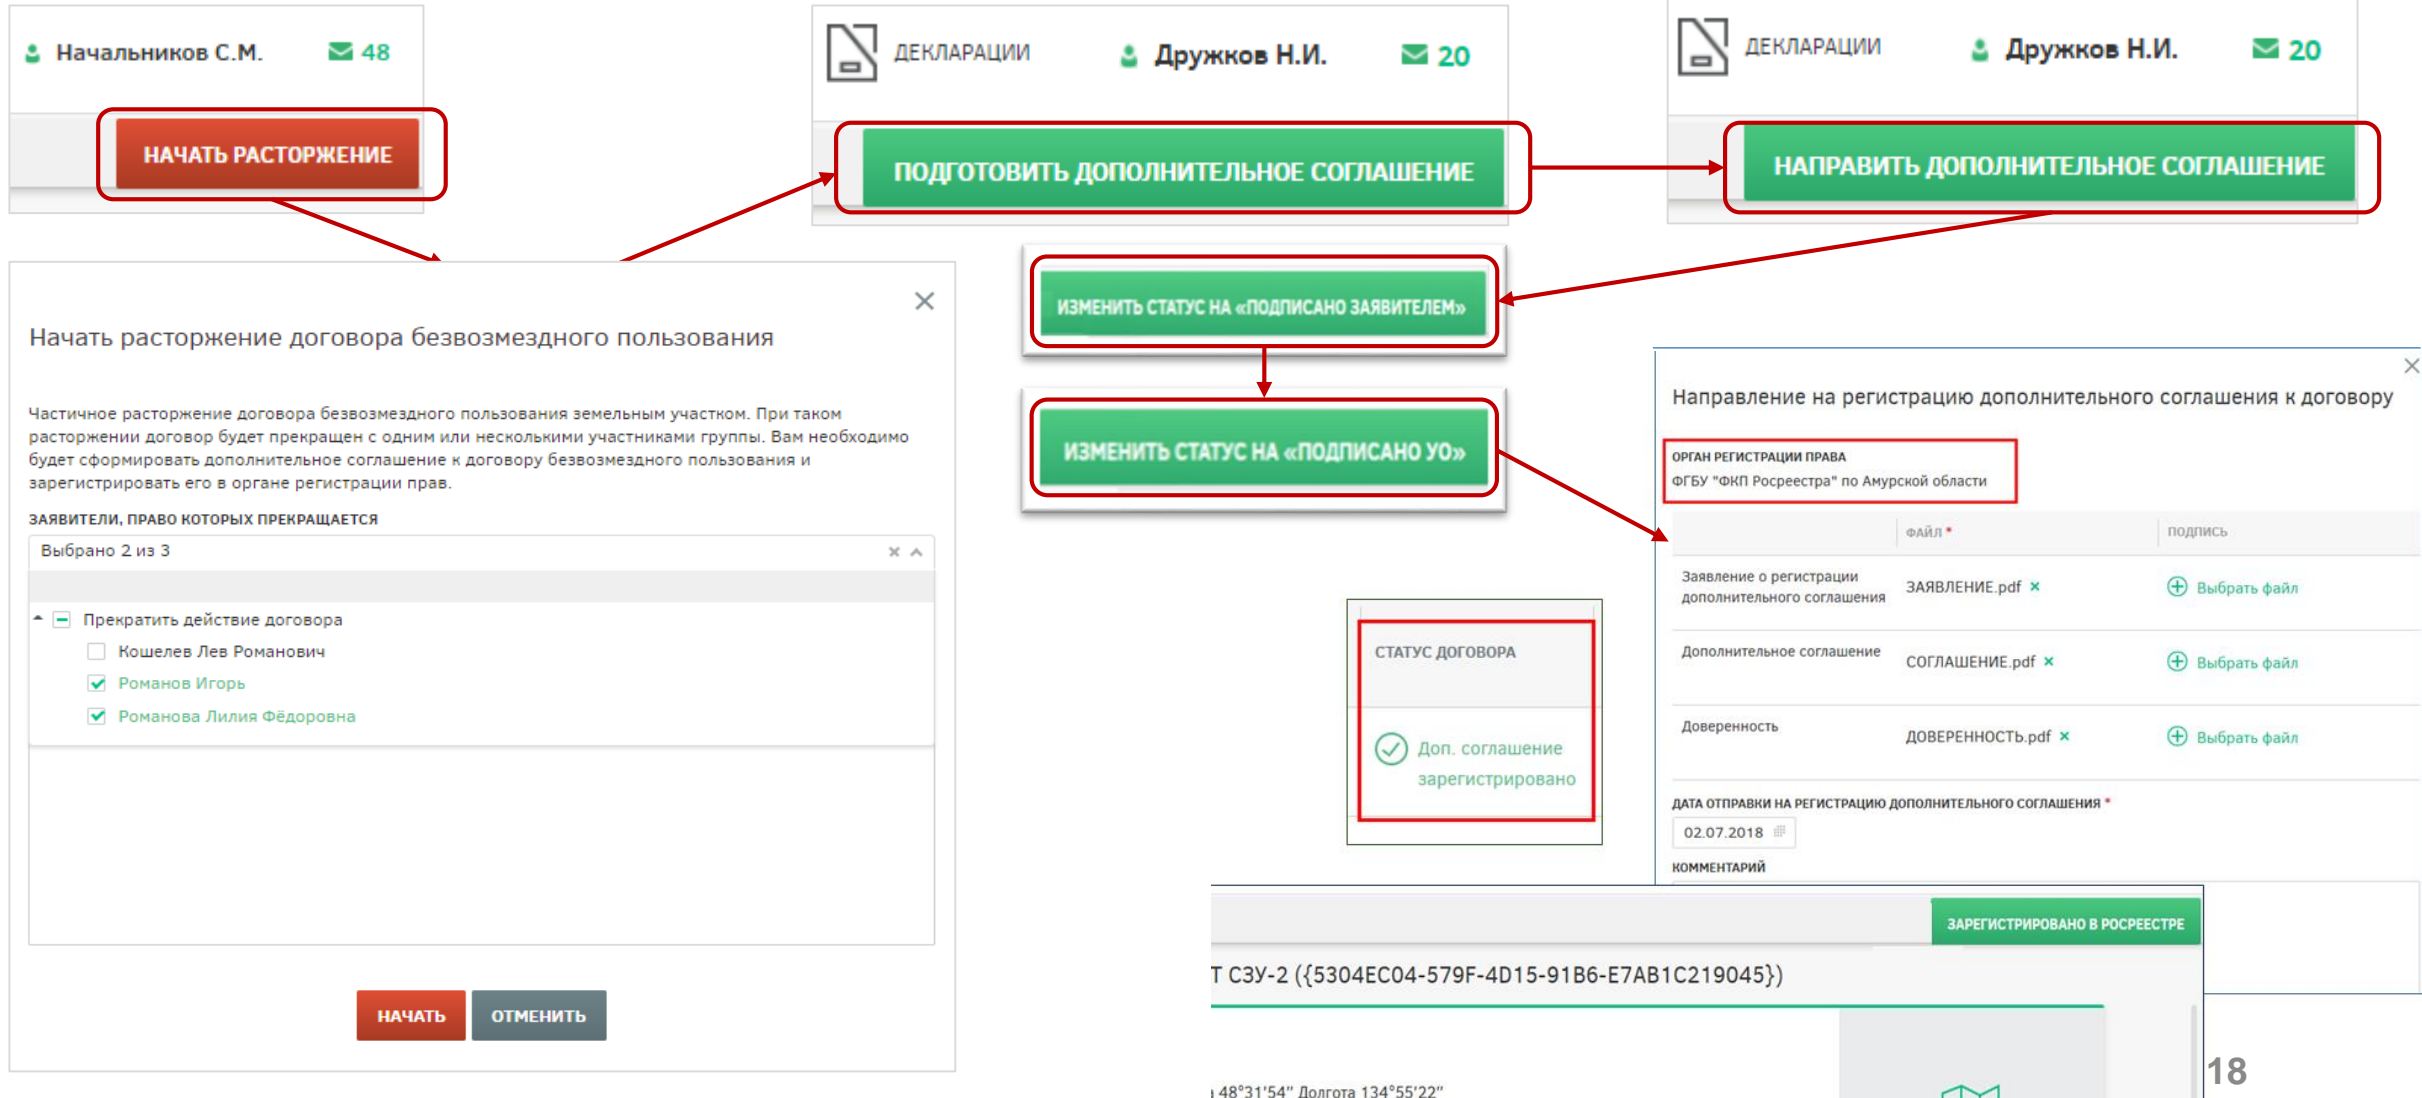 Начальников С.М. 48
НАЧАТЬ РАСТОРЖЕНИЕ
ДЕКЛАРАЦИИ Дружков Н.И. 20
ПОДГОТОВИТЬ ДОПОЛНИТЕЛЬНОЕ СОГЛАШЕНИЕ
ДЕКЛАРАЦИИ Дружков Н.И. 20
НАПРАВИТЬ ДОПОЛНИТЕЛЬНОЕ СОГЛАШЕНИЕ
Начать расторжение договора безвозмездного пользования
Частичное расторжение договора безвозмездного пользования земельным участком. При таком
расторжении договор будет прекращен с одним или несколькими участниками группы. Вам необходимо
будет сформировать дополнительное соглашение к договору безвозмездного пользования и
зарегистрировать его в органе регистрации прав.
ЗАЯВИТЕЛИ, ПРАВО КОТОРЫХ ПРЕКРАЩАЕТСЯ
Выбрано 2 из 3
Прекратить действие договора
Кошелев Лев Романович
Романов Игорь
Романова Лилия Фёдоровна
НАЧАТЬ ОТМЕНИТЬ
ИЗМЕНИТЬ СТАТУС НА «ПОДПИСАНО ЗАЯВИТЕЛЕМ»
ИЗМЕНИТЬ СТАТУС НА «ПОДПИСАНО УО»
Направление на регистрацию дополнительного соглашения к договору
ОРГАН РЕГИСТРАЦИИ ПРАВА
ФГБУ "ФКП Росреестра" по Амурской области
ФАЙЛ * ПОДПИСЬ
Заявление о регистрации
дополнительного соглашения
ЗАЯВЛЕНИЕ.pdf Выбрать файл
Дополнительное соглашение
СОГЛАШЕНИЕ.pdf Выбрать файл
Доверенность
ДОВЕРЕННОСТЬ.pdf Выбрать файл
ДАТА ОТПРАВКИ НА РЕГИСТРАЦИЮ ДОПОЛНИТЕЛЬНОГО СОГЛАШЕНИЯ *
02.07.2018
КОММЕНТАРИЙ
СТАТУС ДОГОВОРА
Доп. соглашение
зарегистрировано
ЗАРЕГИСТРИРОВАНО В РОСРЕЕСТРЕ
Т СЗУ-2 ({5304EC04-579F-4D15-91B6-E7AB1C219045})
48°31'54" Долгота 134°55'22"
18